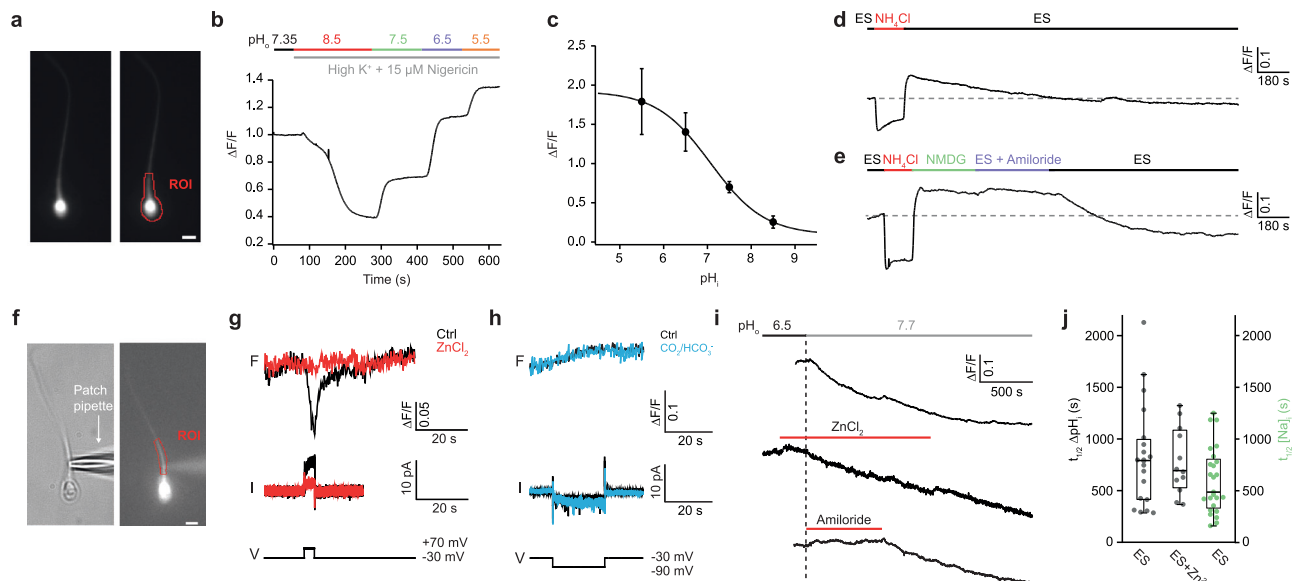 a
ROI
b
pHo 7.35 8.5 7.5 6.5 5.5
High K+ + 15 µM Nigericin
ΔF/F
1.4
1.2
1.0
0.8
0.6
0.4
0.2
0 100 200 300 400 500 600
Time (s)
c
ΔF/F
2.5
2.0
1.5
1.0
0.5
0.0
5 6 7 8 9
pHi
d
ES NH4Cl ES
ΔF/F
0.1
180 s
e
ES NH4Cl NMDG ES + Amiloride ES
ΔF/F
0.1
180 s
f
Patch
pipette
ROI
g
Ctrl
ZnCl2
F
ΔF/F
0.05
20 s
I
10 pA
20 s
V
+70 mV
-30 mV
h
Ctrl
CO2/HCO3-
F
ΔF/F
0.1
20 s
I
10 pA
20 s
V
-30 mV
-90 mV
i
pHo 6.5 7.7
ΔF/F
0.1
500 s
ZnCl2
Amiloride
j
t1/2 ΔpHi (s)
2000
1500
1000
500
0
t1/2 [Na]i (s)
2000
1500
1000
500
0
ES
ES+Zn2
ES